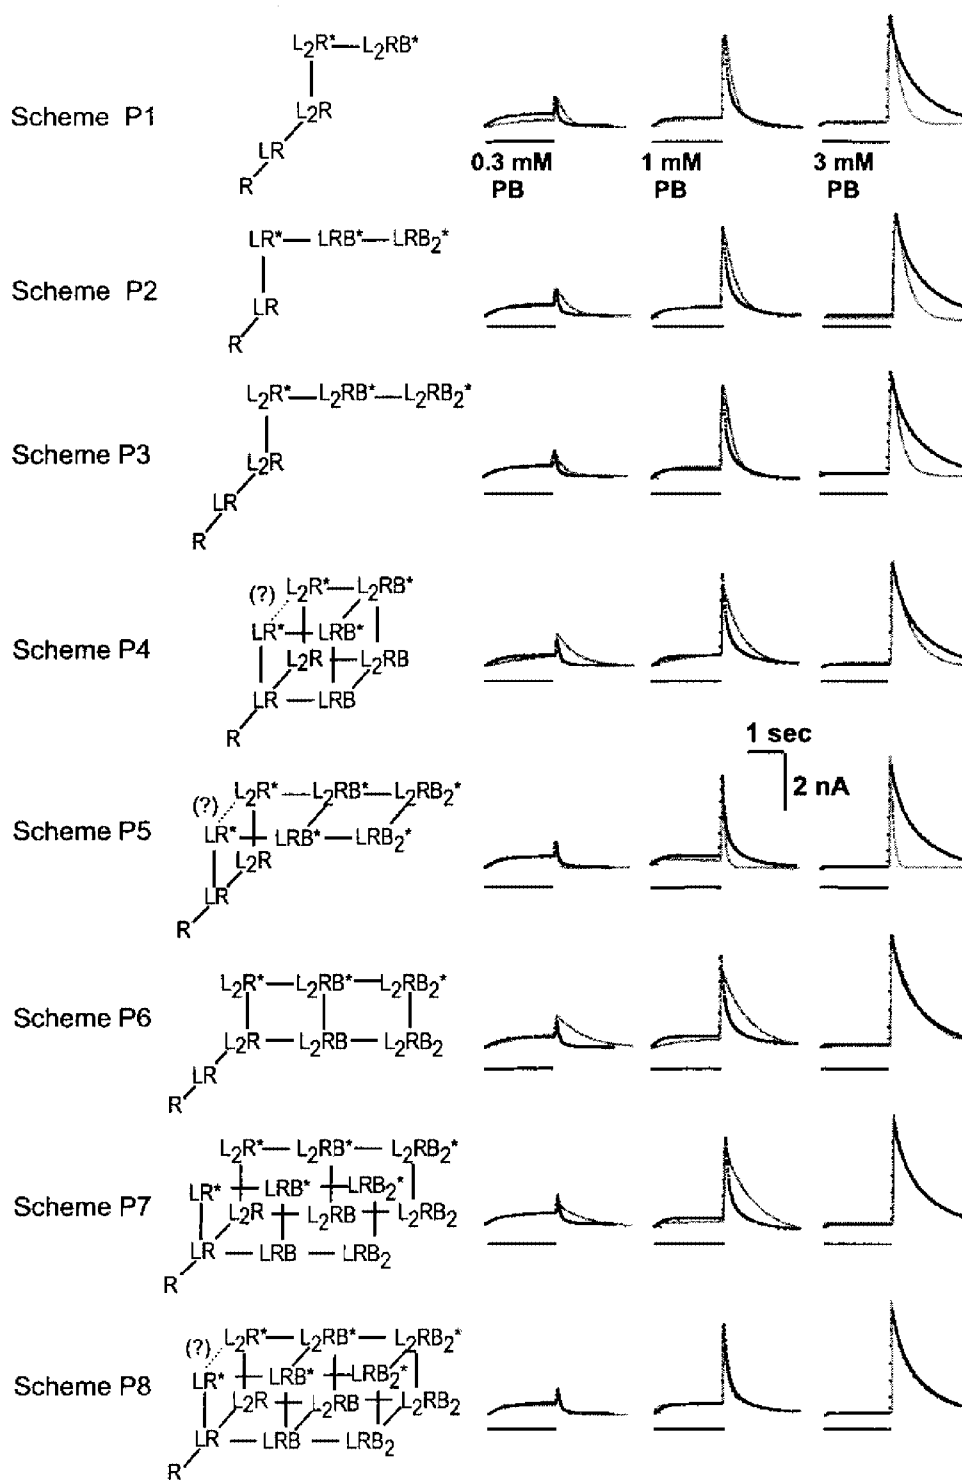 L2R* L2RB*
Scheme P1
L2R
LR
R
0.3 mM PB
1 mM PB
3 mM PB
LR* LRB* LRB2*
Scheme P2
LR
R
L2R* L2RB* L2RB2*
Scheme P3
L2R
LR
R
(?) L2R* L2RB*
LR* LRB*
Scheme P4
L2R L2RB
LR LRB
R
1 sec
2 nA
(?) L2R* L2RB* L2RB2*
Scheme P5
LR* LRB* LRB2*
L2R
LR
R
L2R* L2RB* L2RB2*
Scheme P6
L2R L2RB L2RB2
LR
R
L2R* L2RB* L2RB2*
LR* LRB* LRB2*
Scheme P7
L2R L2RB L2RB2
LR LRB LRB2
R
(?) L2R* L2RB* L2RB2*
LR* LRB* LRB2*
Scheme P8
L2R L2RB L2RB2
LR LRB LRB2
R